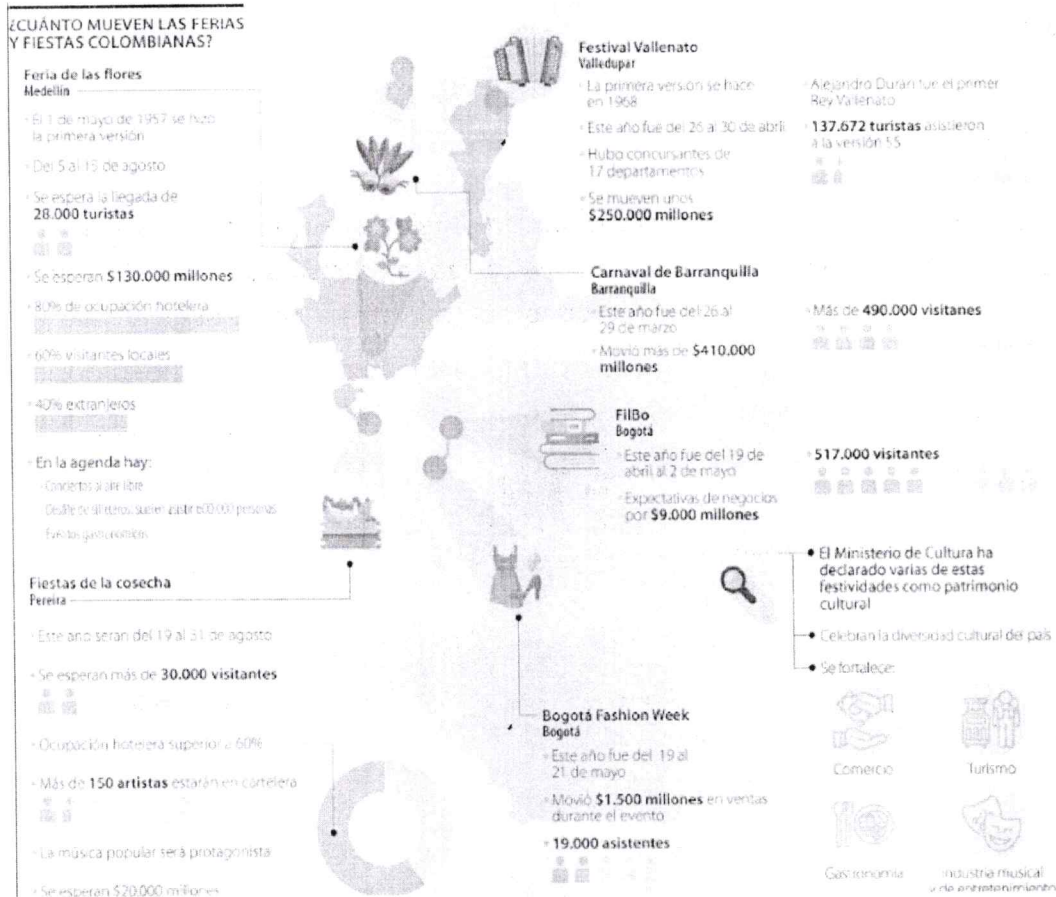 ¿CUÁNTO MUEVEN LAS FERIAS
Y FIESTAS COLOMBIANAS?
Feria de las flores
Medellín
El 1 de mayo de 1957 se hizo
la primera versión
Del 5 al 15 de agosto
Se espera la llegada de
28.000 turistas
Se esperan $130.000 millones
80% de ocupación hotelera
60% visitantes locales
40% extranjeros
En la agenda hay:
Conciertos al aire libre
Desfile de silleteros, suelen asistir 600.000 personas
Eventos gastronómicos
Fiestas de la cosecha
Pereira
Este año serán del 19 al 31 de agosto
Se esperan más de 30.000 visitantes
Ocupación hotelera superior a 60%
Más de 150 artistas estarán en cartelera
La música popular será protagonista
Se esperan $20.000 millones
Festival Vallenato
Valledupar
La primera versión se hace
en 1968
Este año fue del 26 al 30 de abril
Hubo concursantes de
17 departamentos
Se mueven unos
$250.000 millones
Alejandro Durán fue el primer
Rey Vallenato
137.672 turistas asistieron
a la versión 55
Carnaval de Barranquilla
Barranquilla
Este año fue del 26 al
29 de marzo
Movió más de $410.000
millones
Más de 490.000 visitanes
FilBo
Bogotá
Este año fue del 19 de
abril al 2 de mayo
Expectativas de negocios
por $9.000 millones
517.000 visitantes
Bogotá Fashion Week
Bogotá
Este año fue del 19 al
21 de mayo
Movió $1.500 millones en ventas
durante el evento
19.000 asistentes
El Ministerio de Cultura ha
declarado varias de estas
festividades como patrimonio
cultural
Celebran la diversidad cultural del país
Se fortalece:
Comercio
Turismo
Gastronomía
Industria musical
y de entretenimiento